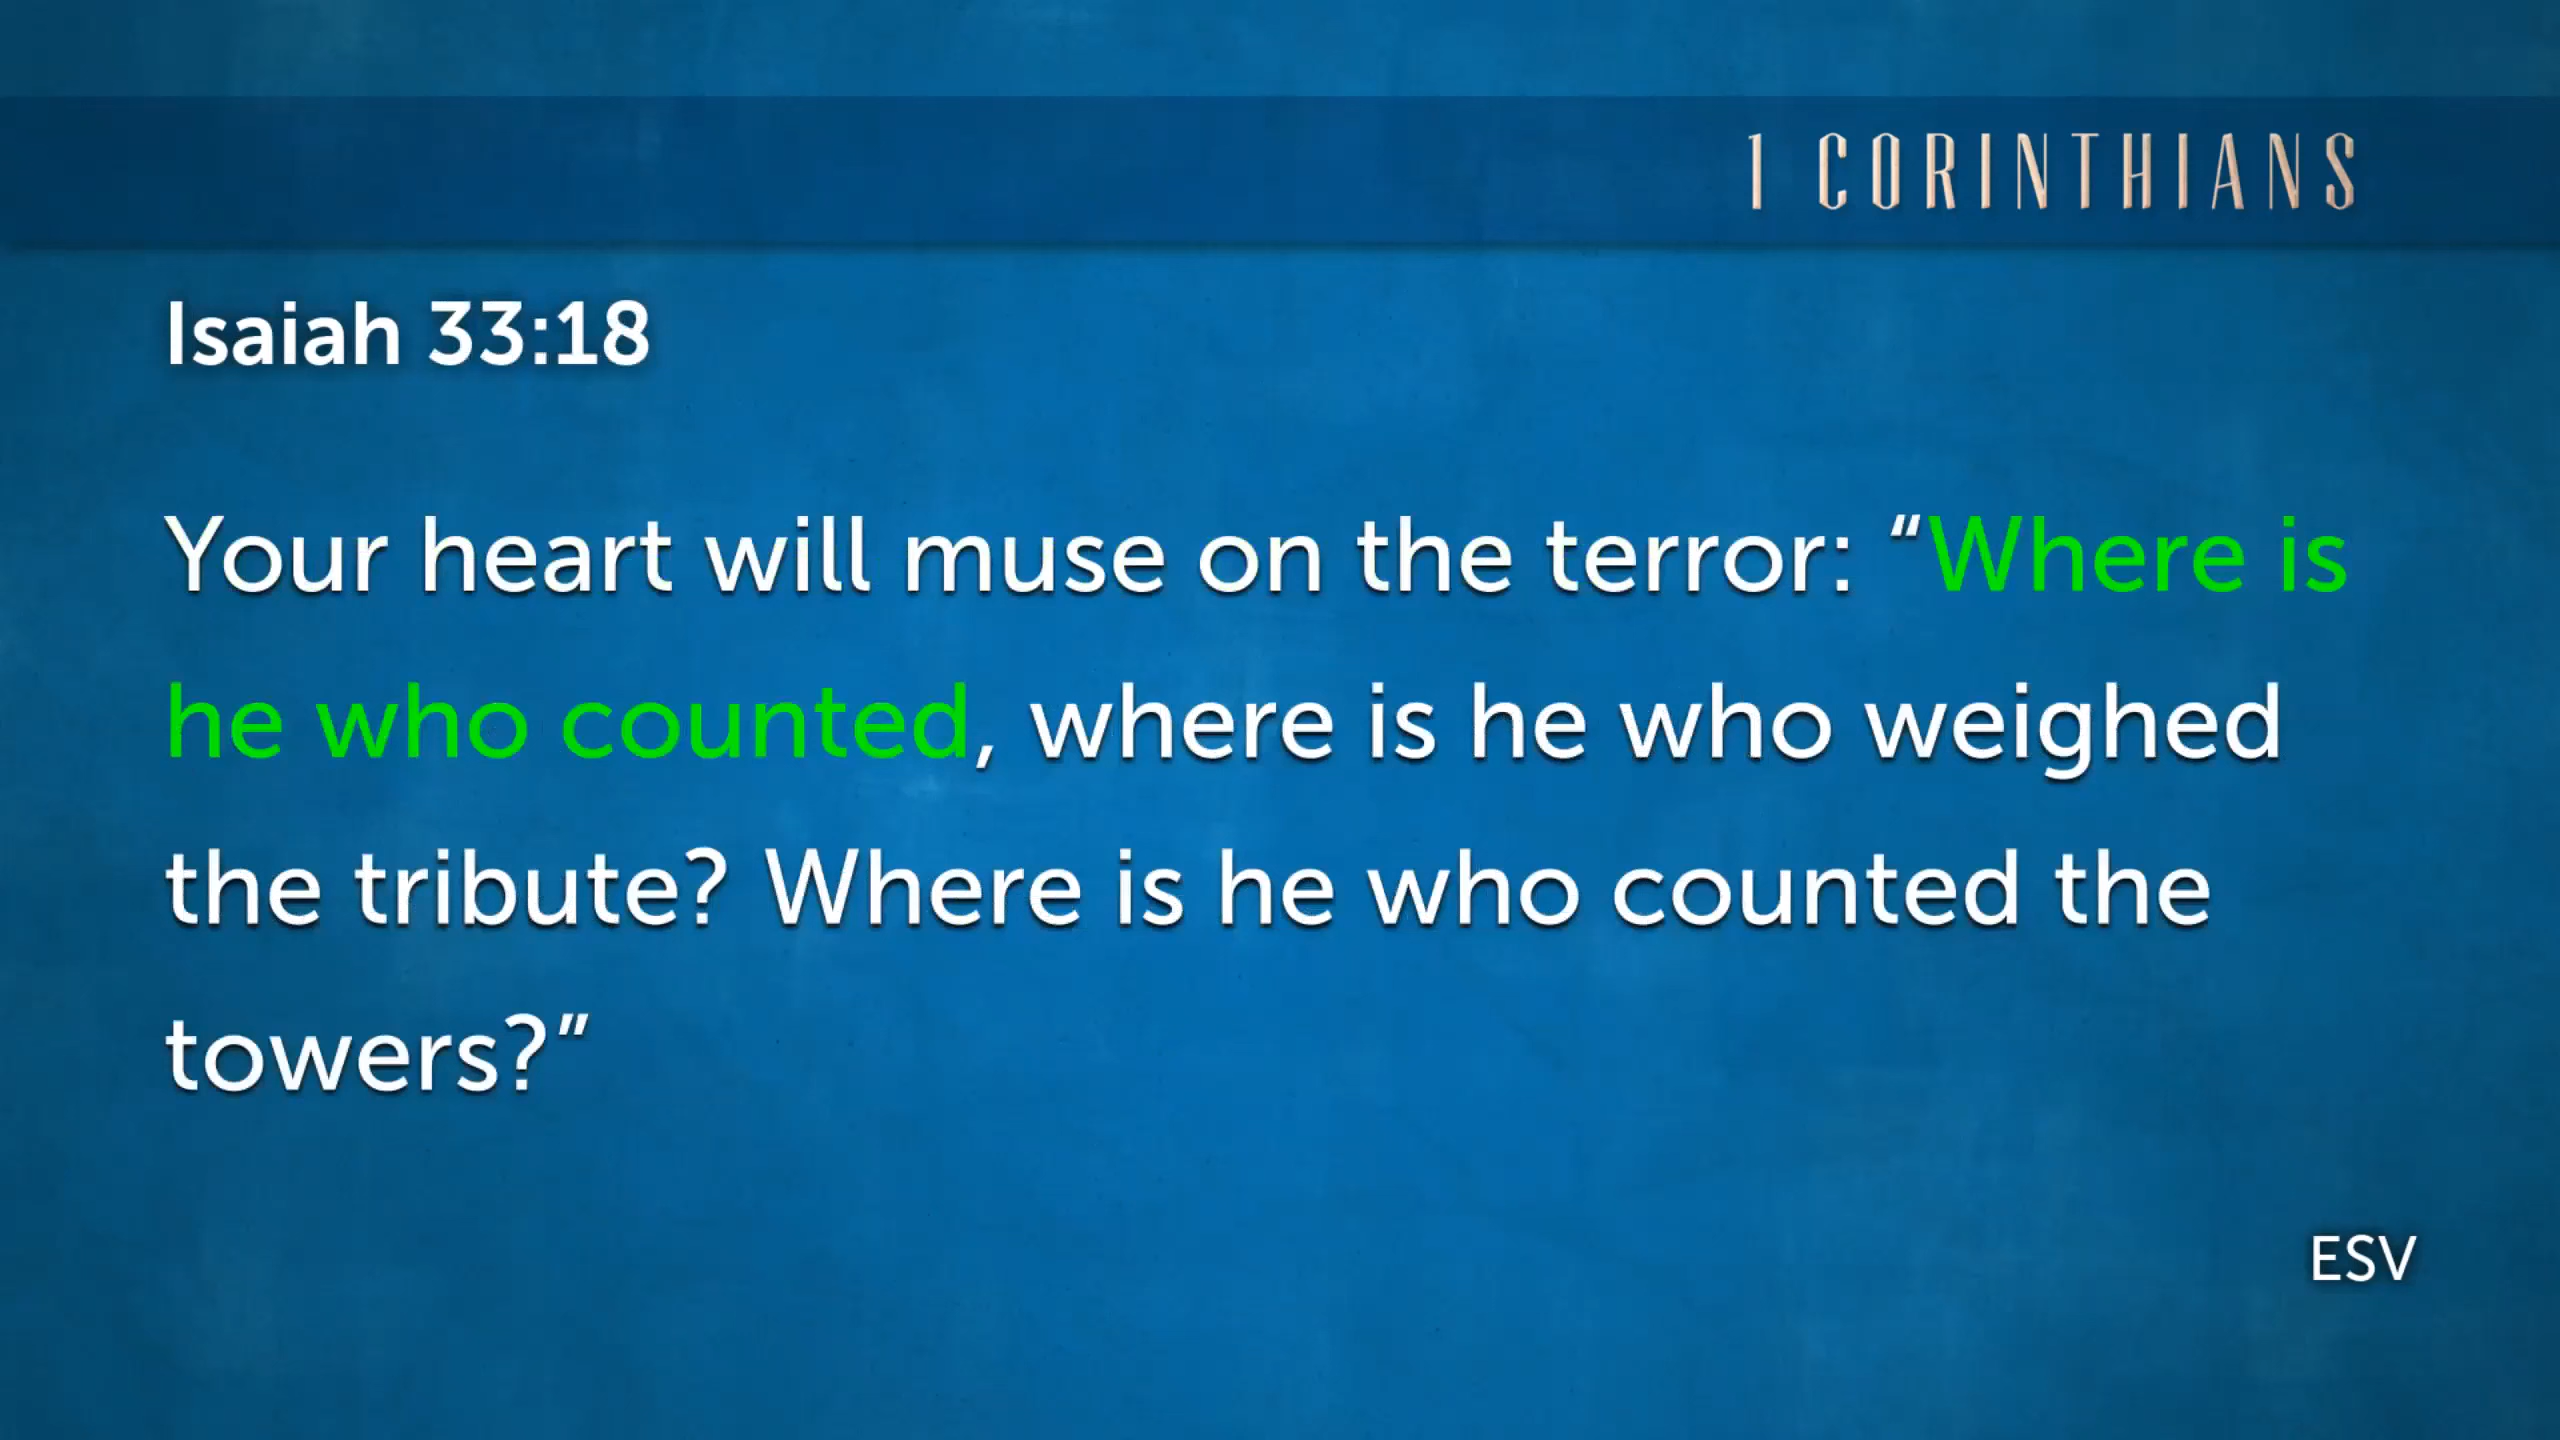 1 CORINTHIANS
Isaiah 33:18
Your heart will muse on the terror: “Where is
he who counted, where is he who weighed
the tribute? Where is he who counted the
towers?”
ESV